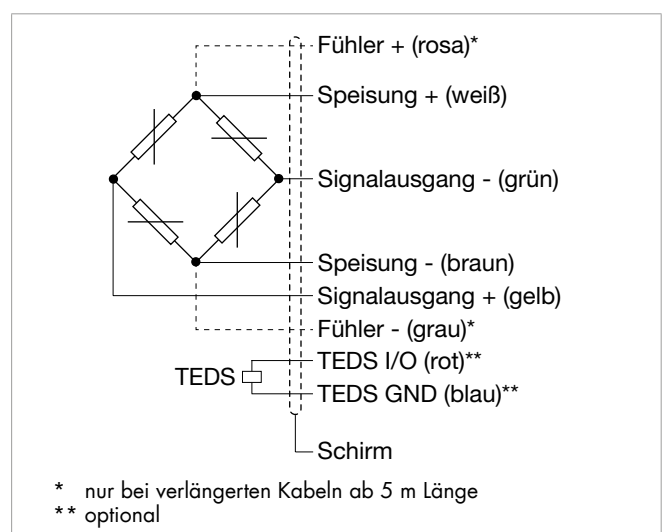 Fühler + (rosa)*
Speisung + (weiß)
Signalausgang - (grün)
Speisung - (braun)
Signalausgang + (gelb)
Fühler - (grau)*
TEDS I/O (rot)**
TEDS
TEDS GND (blau)**
Schirm
* nur bei verlängerten Kabeln ab 5 m Länge
** optional